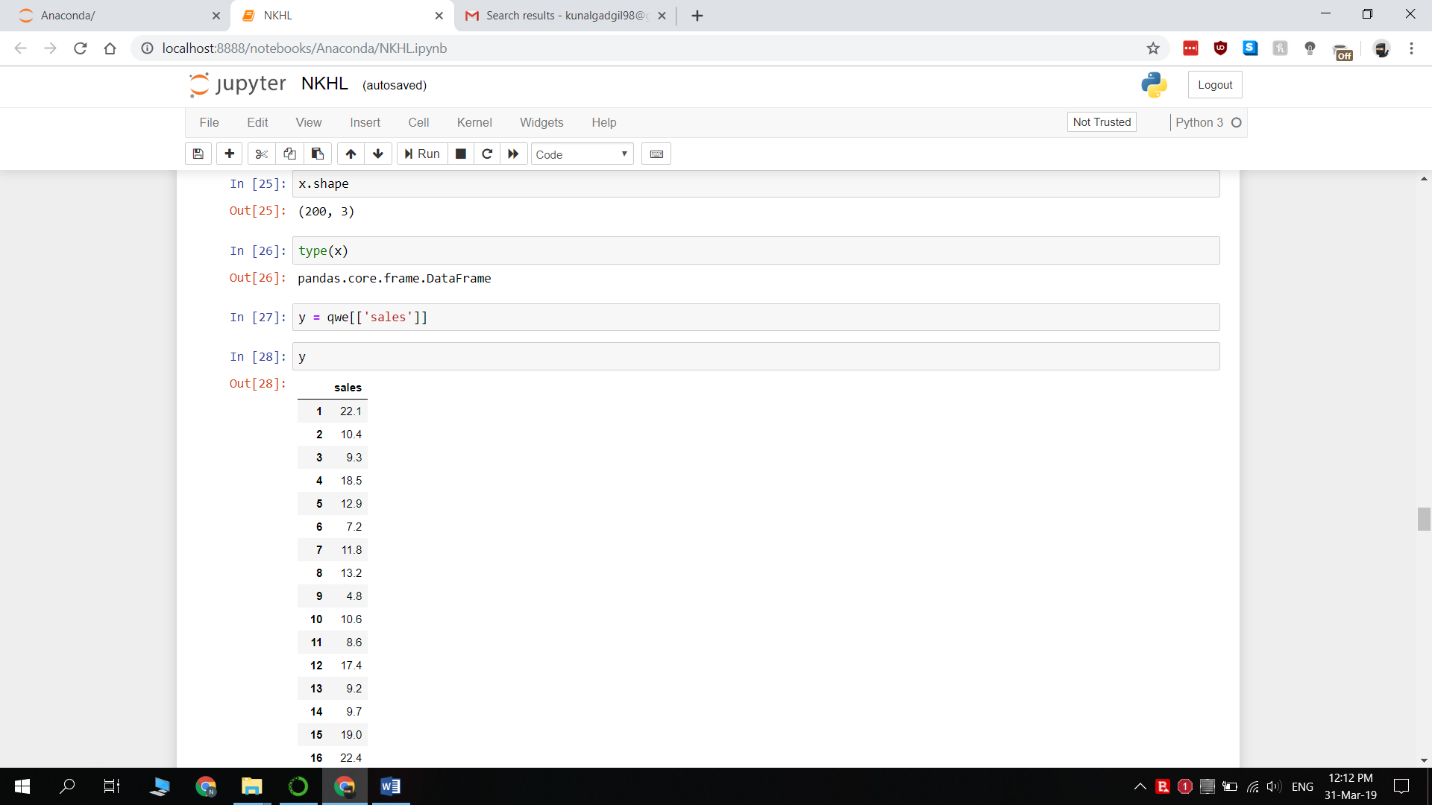 Anaconda/
NKHL
Search results - kunalgadgil98@g
localhost:8888/notebooks/Anaconda/NKHL.ipynb
Off
jupyter NKHL (autosaved)
Logout
File Edit View Insert Cell Kernel Widgets Help
Not Trusted
Python 3
Run
Code
In [25]: x.shape
Out[25]: (200, 3)
In [26]: type(x)
Out[26]: pandas.core.frame.DataFrame
In [27]: y = qwe[['sales']]
In [28]: y
Out[28]:
sales
1 22.1
2 10.4
3 9.3
4 18.5
5 12.9
6 7.2
7 11.8
8 13.2
9 4.8
10 10.6
11 8.6
12 17.4
13 9.2
14 9.7
15 19.0
16 22.4
ENG
12:12 PM
31-Mar-19